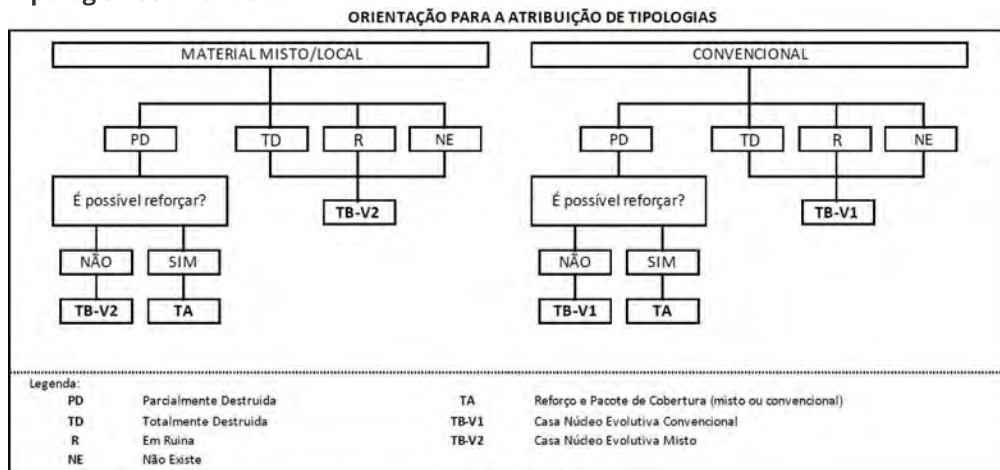 ORIENTAÇÃO PARA A ATRIBUIÇÃO DE TIPOLOGIAS
MATERIAL MISTO/LOCAL
CONVENCIONAL
PD TD R NE
PD TD R NE
É possível reforçar?
TB-V2
É possível reforçar?
TB-V1
NÃO SIM
NÃO SIM
TB-V2 TA
TB-V1 TA
Legenda:
PD Parcialmente Destruida TA Reforço e Pacote de Cobertura (misto ou convencional)
TD Totalmente Destruida TB-V1 Casa Núcleo Evolutiva Convencional
R Em Ruina TB-V2 Casa Núcleo Evolutiva Misto
NE Não Existe